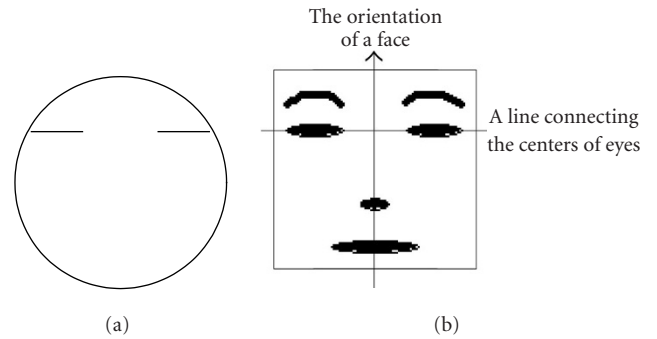 The orientation
of a face
A line connecting
the centers of eyes
(a)
(b)